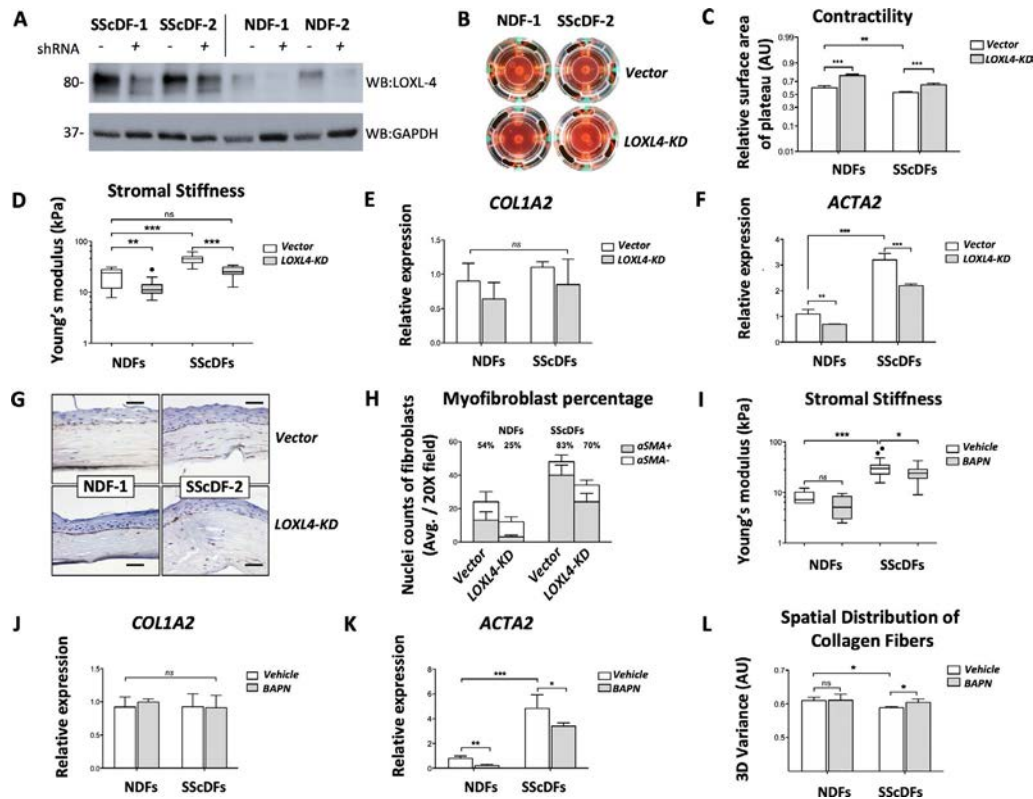 A
SScDF-1 SScDF-2 NDF-1 NDF-2
shRNA - + - + - + - +
80-
WB:LOXL-4
37-
WB:GAPDH
B
NDF-1 SScDF-2
Vector
LOXL4-KD
C
Contractility
Relative surface area
of plateau (AU)
0.99
0.9
0.7
0.5
0.3
0.1
0.01
**
***
***
Vector
LOXL4-KD
NDFs SScDFs
D
Stromal Stiffness
Young's modulus (kPa)
100
10
1
ns
***
**
***
Vector
LOXL4-KD
NDFs SScDFs
E
COL1A2
Relative expression
1.5
1.0
0.5
0.0
ns
Vector
LOXL4-KD
NDFs SScDFs
F
ACTA2
Relative expression
4
3
2
1
0
***
***
**
Vector
LOXL4-KD
NDFs SScDFs
G
Vector
NDF-1 SScDF-2
LOXL4-KD
H
Myofibroblast percentage
Nuclei counts of fibroblasts
(Avg. / 20X field)
60
40
20
0
NDFs SScDFs
54% 25% 83% 70%
aSMA+
aSMA-
Vector LOXL4-KD Vector LOXL4-KD
I
Stromal Stiffness
Young's modulus (kPa)
100
10
1
***
*
ns
Vehicle
BAPN
NDFs SScDFs
J
COL1A2
Relative expression
1.5
1.0
0.5
0.0
ns
Vehicle
BAPN
NDFs SScDFs
K
ACTA2
Relative expression
8
6
4
2
0
***
*
**
Vehicle
BAPN
NDFs SScDFs
L
Spatial Distribution of
Collagen Fibers
3D Variance (AU)
0.7
0.6
0.5
*
ns
*
Vehicle
BAPN
NDFs SScDFs